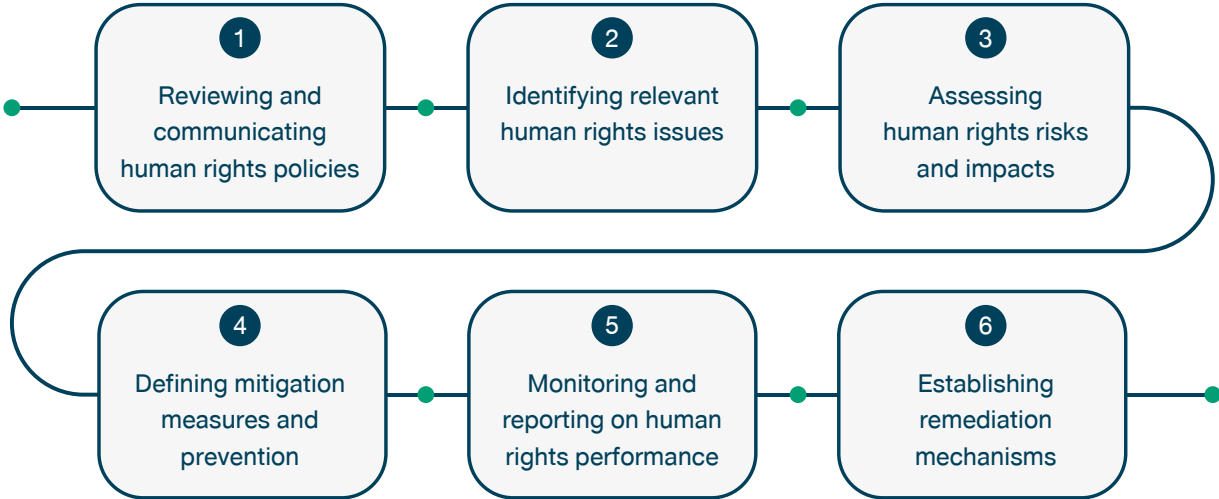 1
Reviewing and
communicating
human rights policies
2
Identifying relevant
human rights issues
3
Assessing
human rights risks
and impacts
4
Defining mitigation
measures and
prevention
5
Monitoring and
reporting on human
rights performance
6
Establishing
remediation
mechanisms